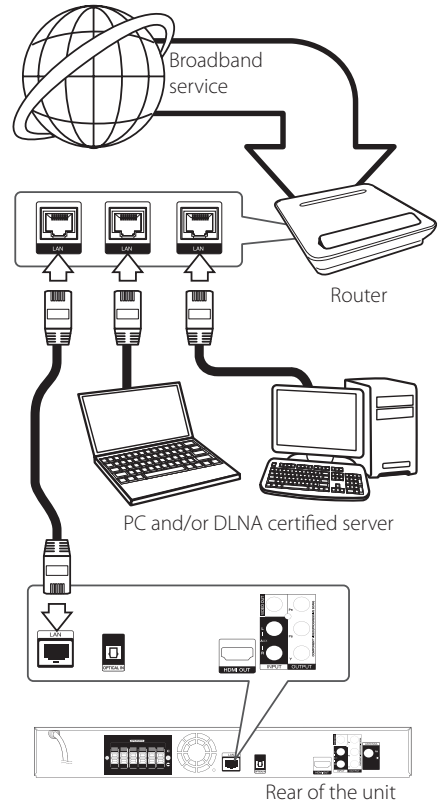 Broadband
service
LAN
LAN
LAN
Router
PC and/or DLNA certified server
LAN
OPTICAL IN
HDMI OUT
INPUT
OUTPUT
Rear of the unit